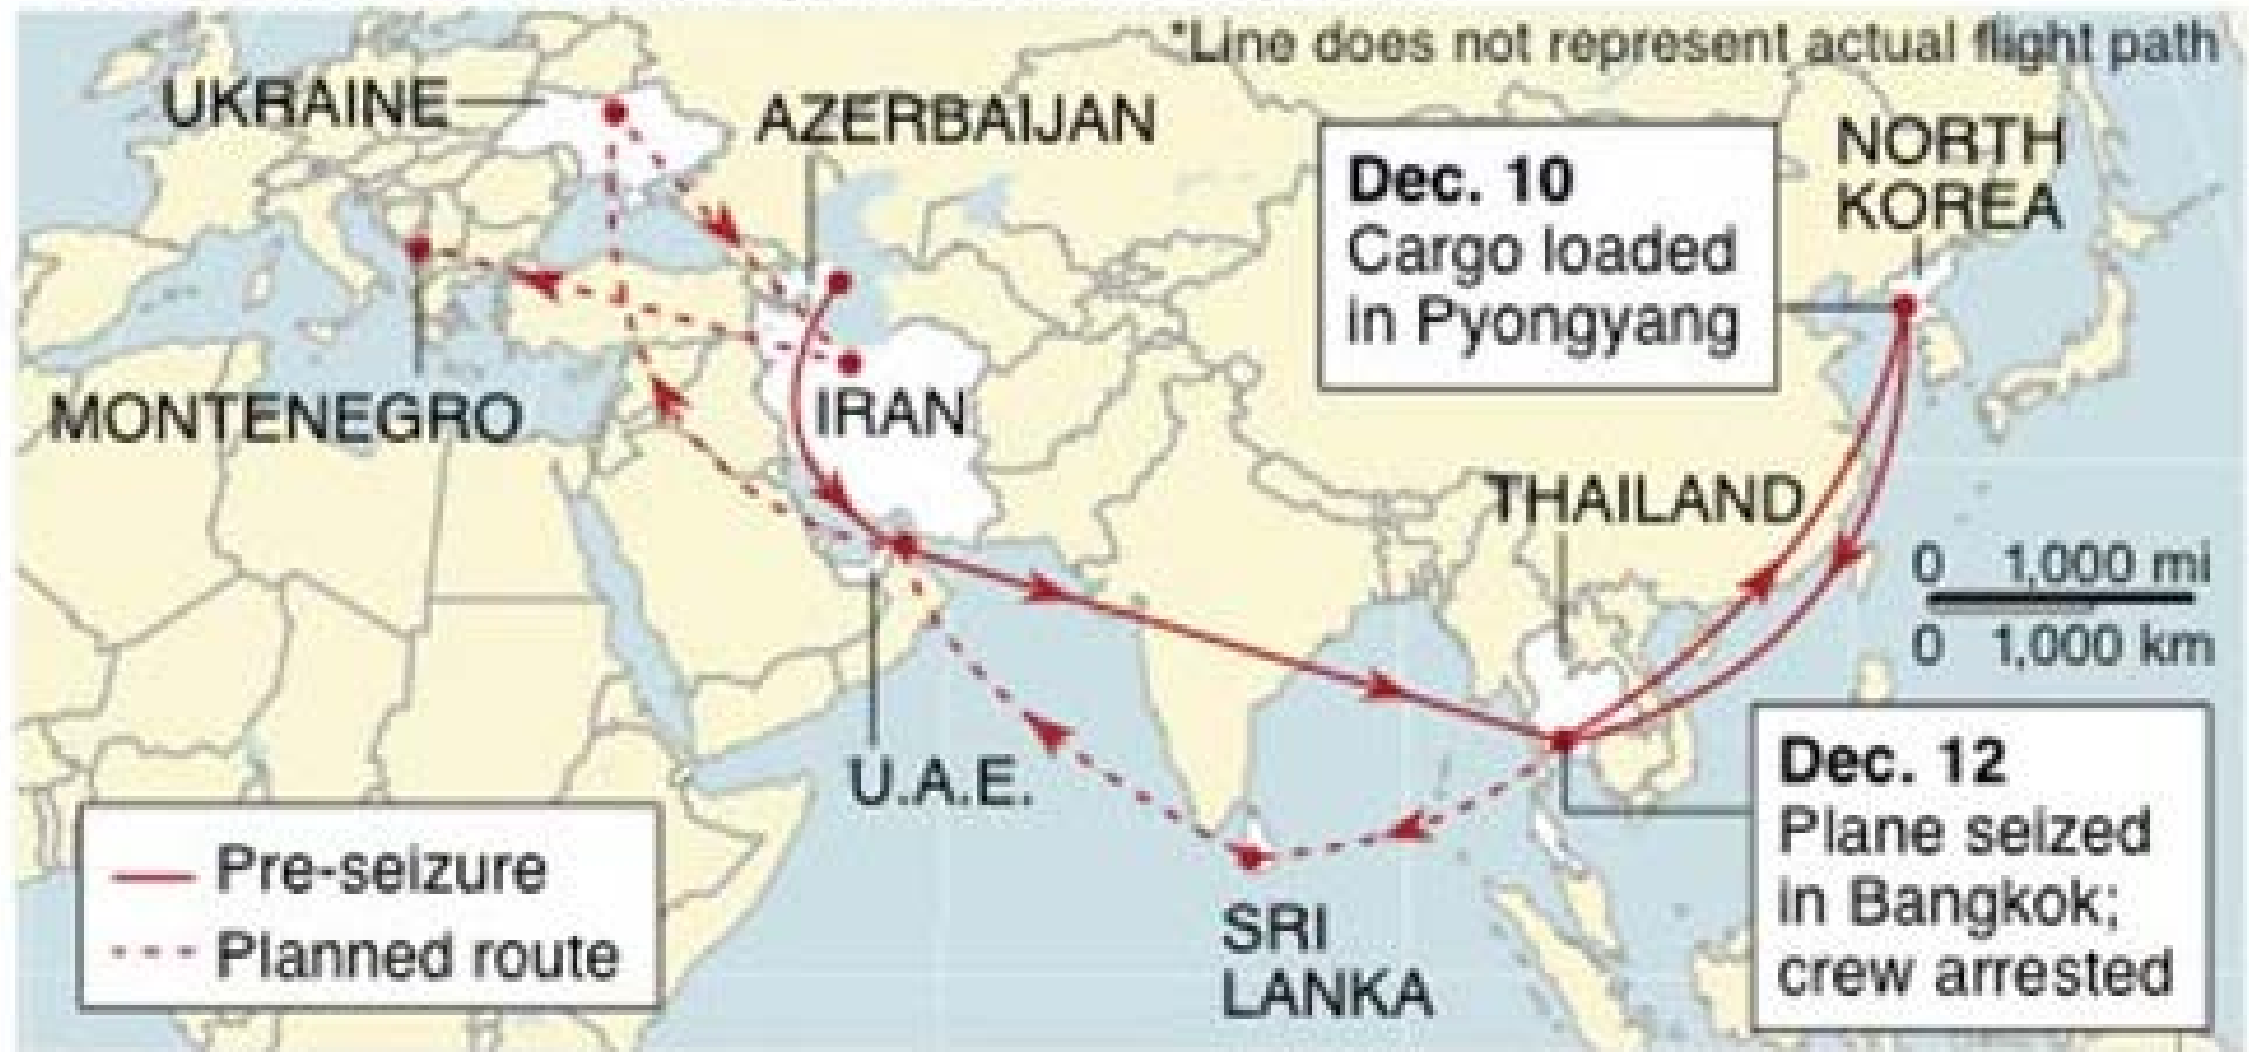 *Line does not represent actual flight path
UKRAINE
AZERBAIJAN
NORTH
KOREA
Dec. 10
Cargo loaded
in Pyongyang
MONTENEGRO
IRAN
THAILAND
0 1,000 mi
0 1,000 km
U.A.E.
Dec. 12
Plane seized
in Bangkok;
crew arrested
SRI
LANKA
Pre-seizure
Planned route